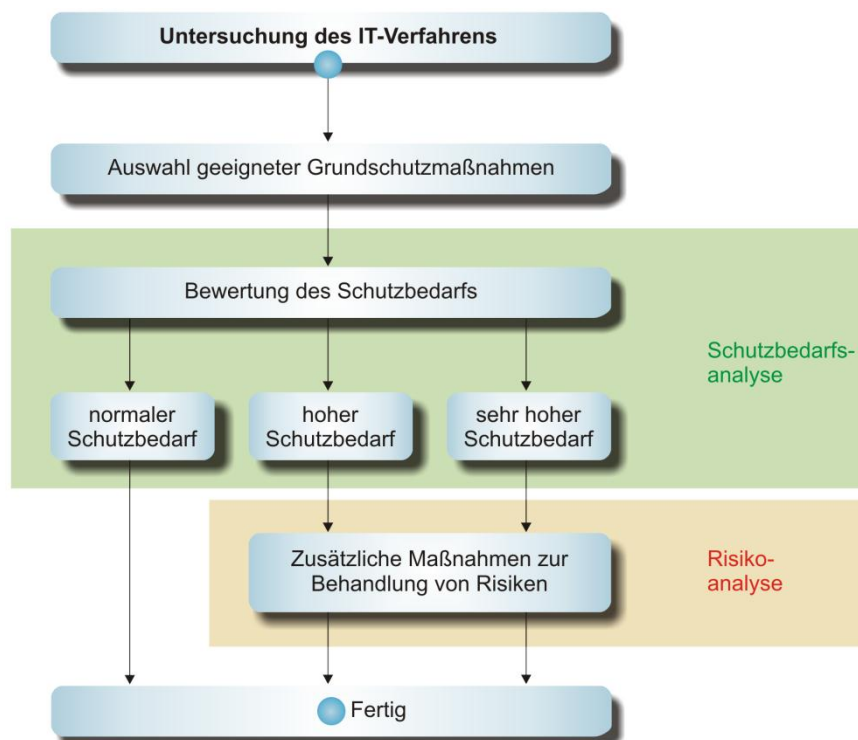 Untersuchung des IT-Verfahrens
Auswahl geeigneter Grundschutzmaßnahmen
Bewertung des Schutzbedarfs
Schutzbedarfs-
analyse
normaler
Schutzbedarf
hoher
Schutzbedarf
sehr hoher
Schutzbedarf
Zusätzliche Maßnahmen zur
Behandlung von Risiken
Risiko-
analyse
Fertig